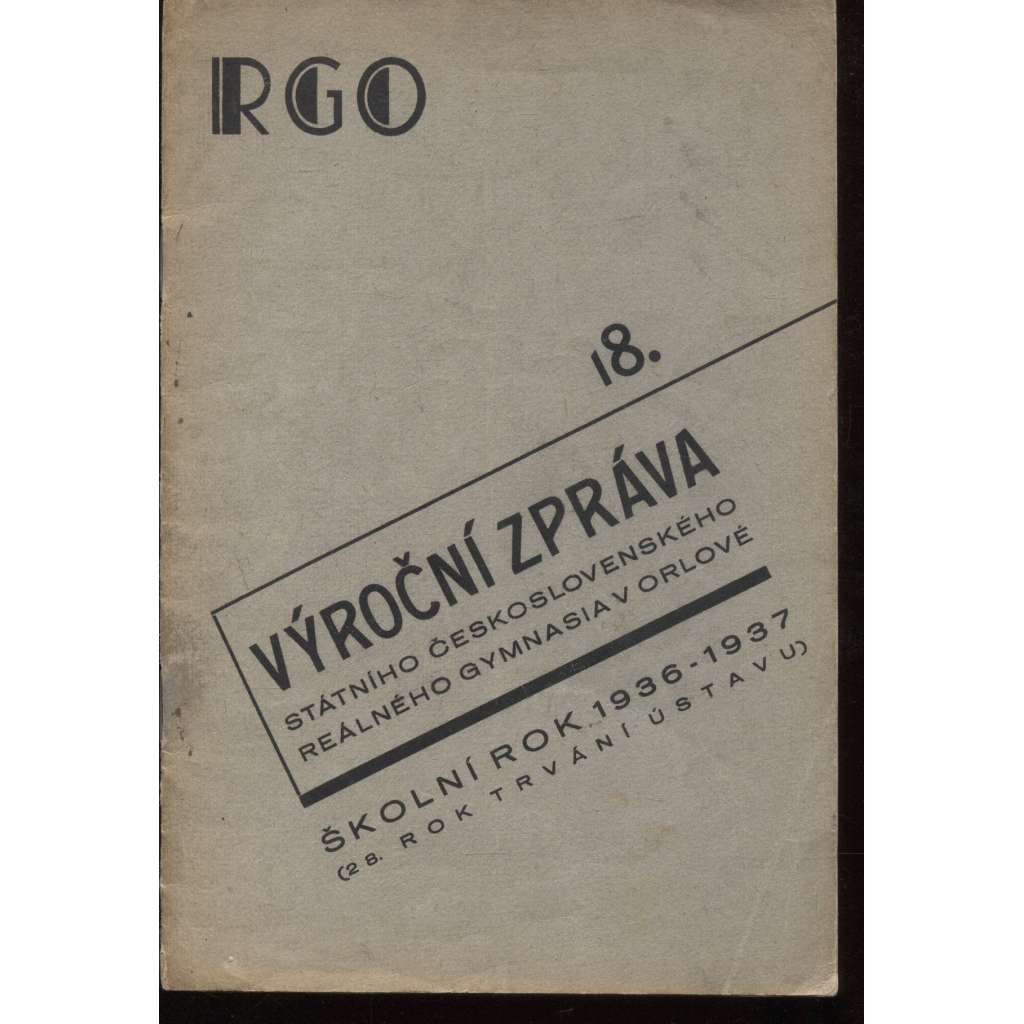 RGO
18.
VÝROČNÍ ZPRÁVA
STÁTNÍHO ČESKOSLOVENSKÉHO
REÁLNÉHO GYMNASIA V ORLOVÉ
ŠKOLNÍ ROK 1936-1937
(28. ROK TRVÁNÍ ÚSTAVU)